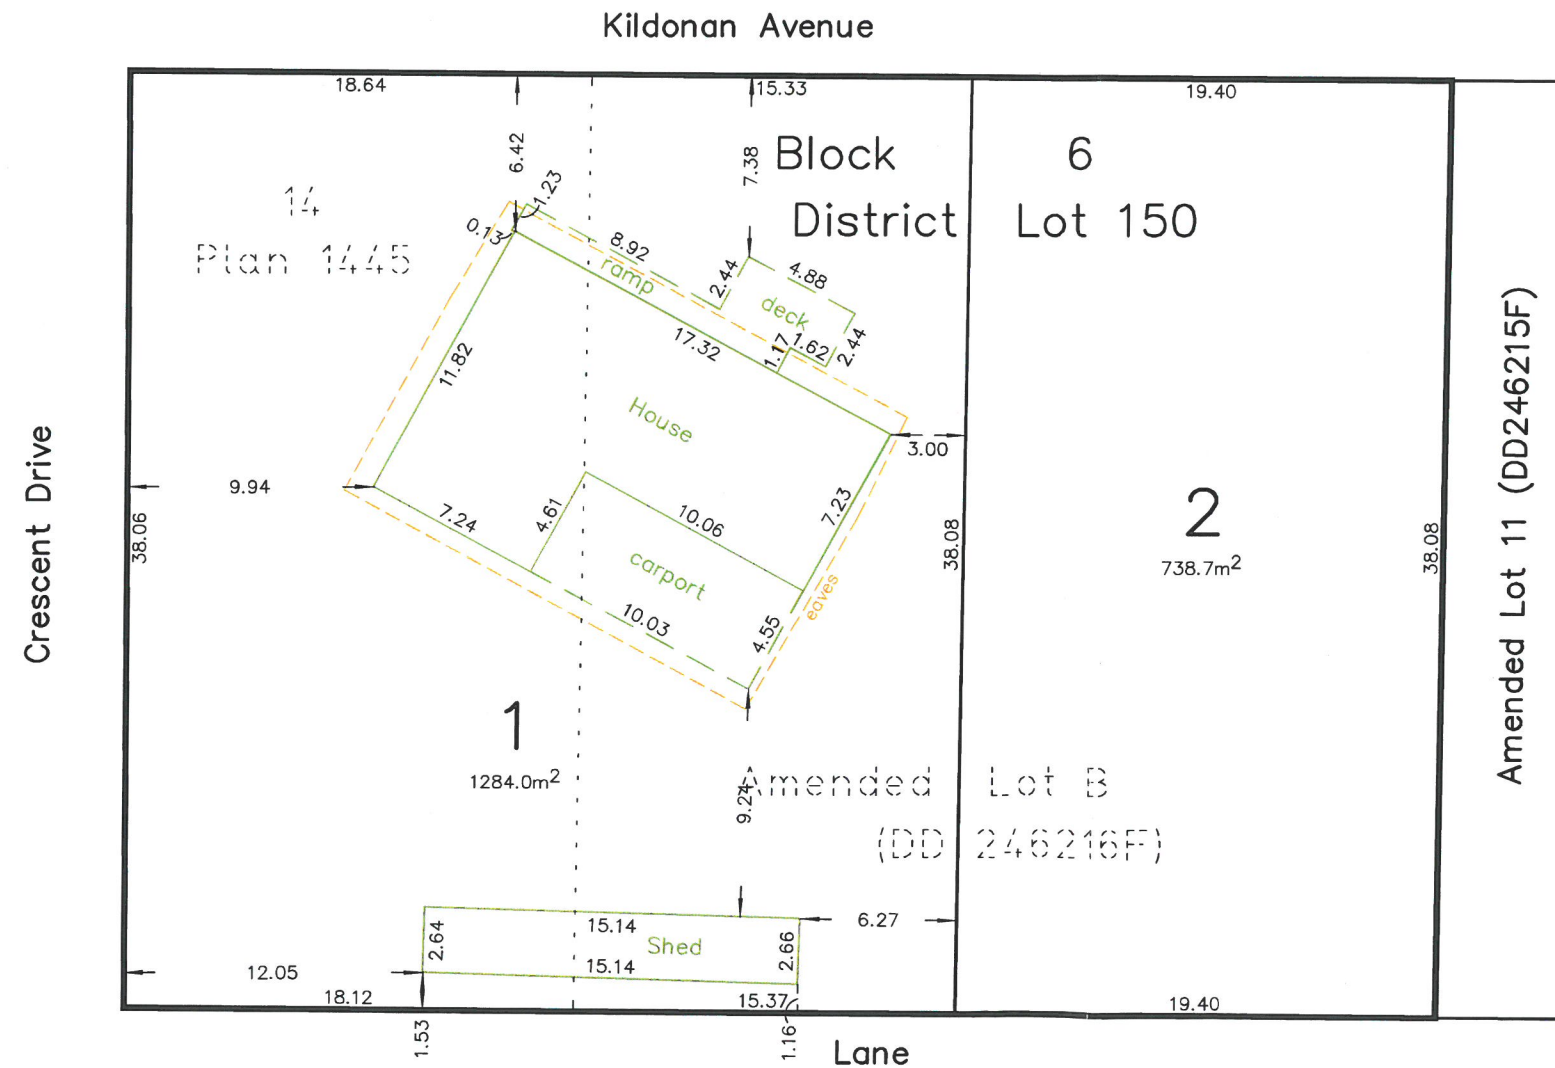 Kildonan Avenue
18.64
15.33
19.40
6.42
7.38
Block 6
District Lot 150
14
Plan 1445
1.23
0.13
8.92
ramp
2.44
4.88
deck
1.17
1.62
2.44
17.32
11.82
House
3.00
9.94
7.24
4.61
10.06
7.23
carport
10.03
4.55
eaves
Crescent Drive
38.06
38.08
2
738.7m²
38.08
Amended Lot 11 (DD246215F)
1
1284.0m²
9.24
Amended Lot B
(DD 246216F)
15.14
2.64
Shed
2.66
6.27
15.14
12.05
18.12
15.37
19.40
1.53
1.16
Lane